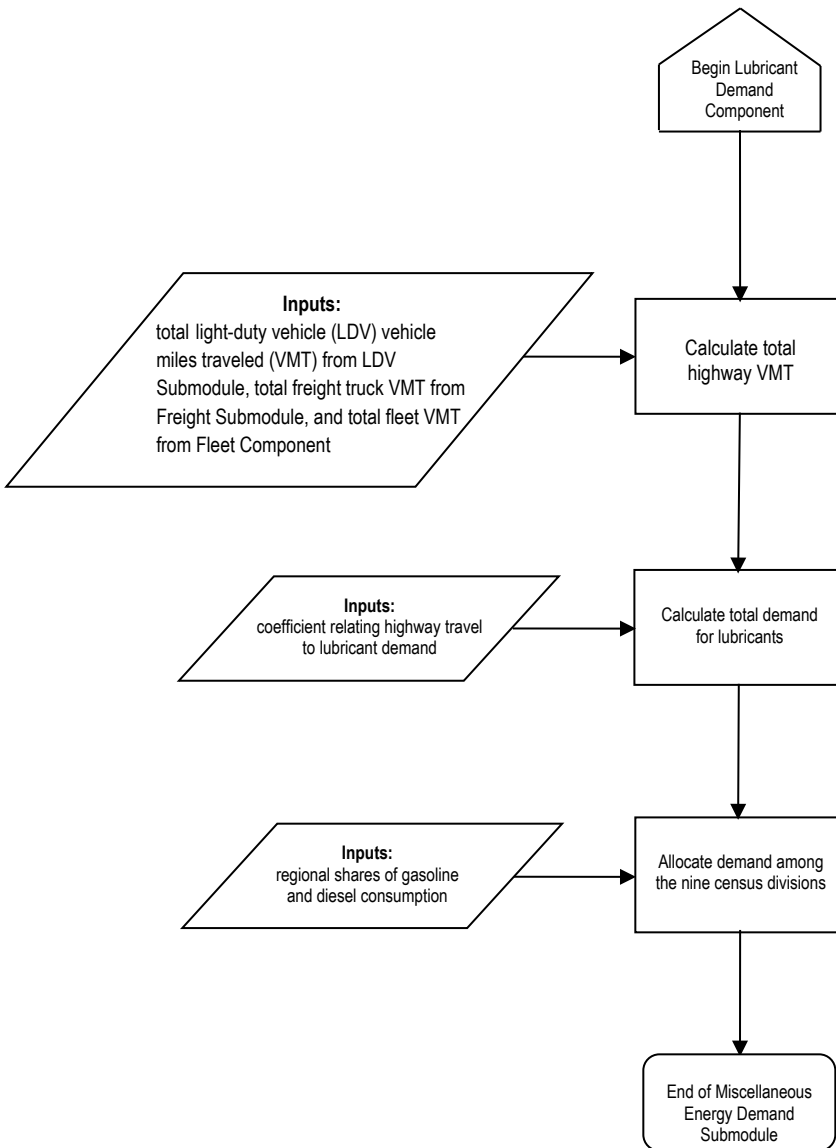 Begin Lubricant
Demand
Component
Inputs:
total light-duty vehicle (LDV) vehicle
miles traveled (VMT) from LDV
Submodule, total freight truck VMT from
Freight Submodule, and total fleet VMT
from Fleet Component
Calculate total
highway VMT
Inputs:
coefficient relating highway travel
to lubricant demand
Calculate total demand
for lubricants
Inputs:
regional shares of gasoline
and diesel consumption
Allocate demand among
the nine census divisions
End of Miscellaneous
Energy Demand
Submodule